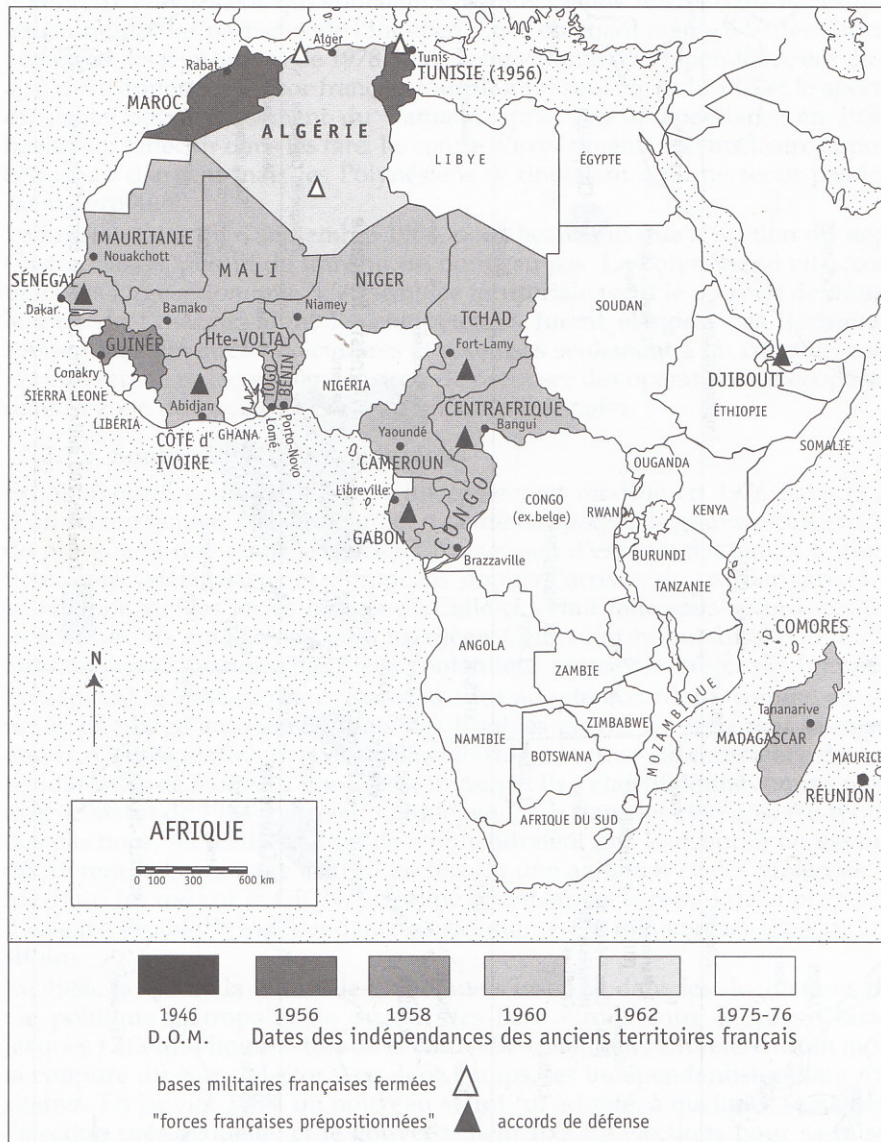 Alger
Rabat
Tunis
TUNISIE (1956)
MAROC
ALGÉRIE
LIBYE
ÉGYPTE
MAURITANIE
Nouakchott
MALI
NIGER
SÉNÉGAL
Dakar
Bamako
Niamey
TCHAD
SOUDAN
Hte-VOLTA
Fort-Lamy
GUINÉE
Conakry
TOGO
BÉNIN
NIGÉRIA
DJIBOUTI
SIERRA LEONE
Abidjan
CENTRAFRIQUE
ÉTHIOPIE
LIBÉRIA
GHANA
Lomé
Porto-Novo
Yaoundé
Bangui
SOMALIE
CÔTE d'
IVOIRE
CAMEROUN
OUGANDA
Libreville
CONGO
CONGO
(ex.belge)
RWANDA
KENYA
GABON
Brazzaville
BURUNDI
TANZANIE
COMORES
ANGOLA
ZAMBIE
MOZAMBIQUE
Tananarive
N
NAMIBIE
ZIMBABWE
MADAGASCAR
BOTSWANA
MAURICE
RÉUNION
AFRIQUE DU SUD
AFRIQUE
0 100 300 600 km
1946 1956 1958 1960 1962 1975-76
D.O.M. Dates des indépendances des anciens territoires français
bases militaires françaises fermées
"forces françaises prépositionnées" accords de défense